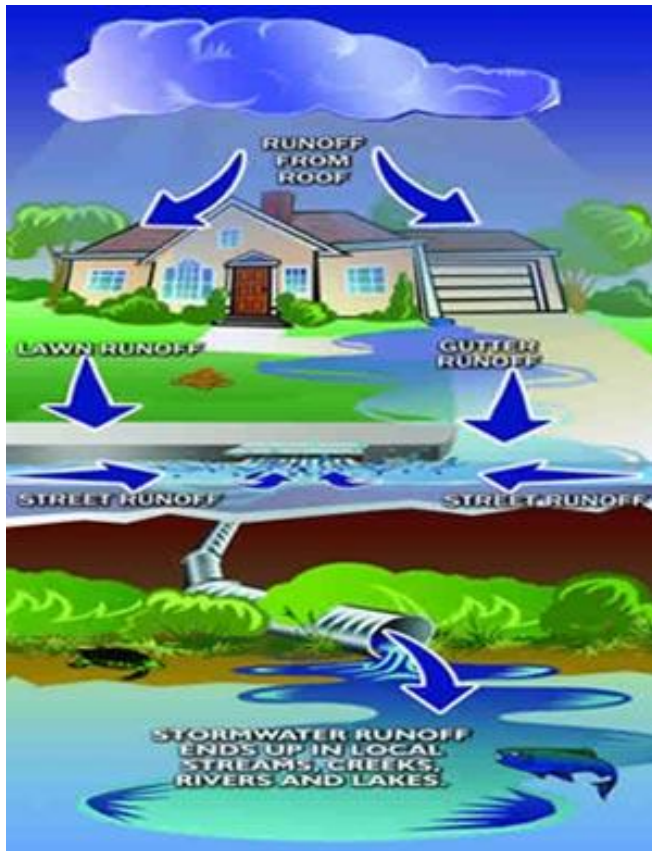 RUNOFF
FROM
ROOF
LAWN RUNOFF
GUTTER
RUNOFF
STREET RUNOFF
STREET RUNOFF
STORMWATER RUNOFF
ENDS UP IN LOCAL
STREAMS, CREEKS,
RIVERS AND LAKES.